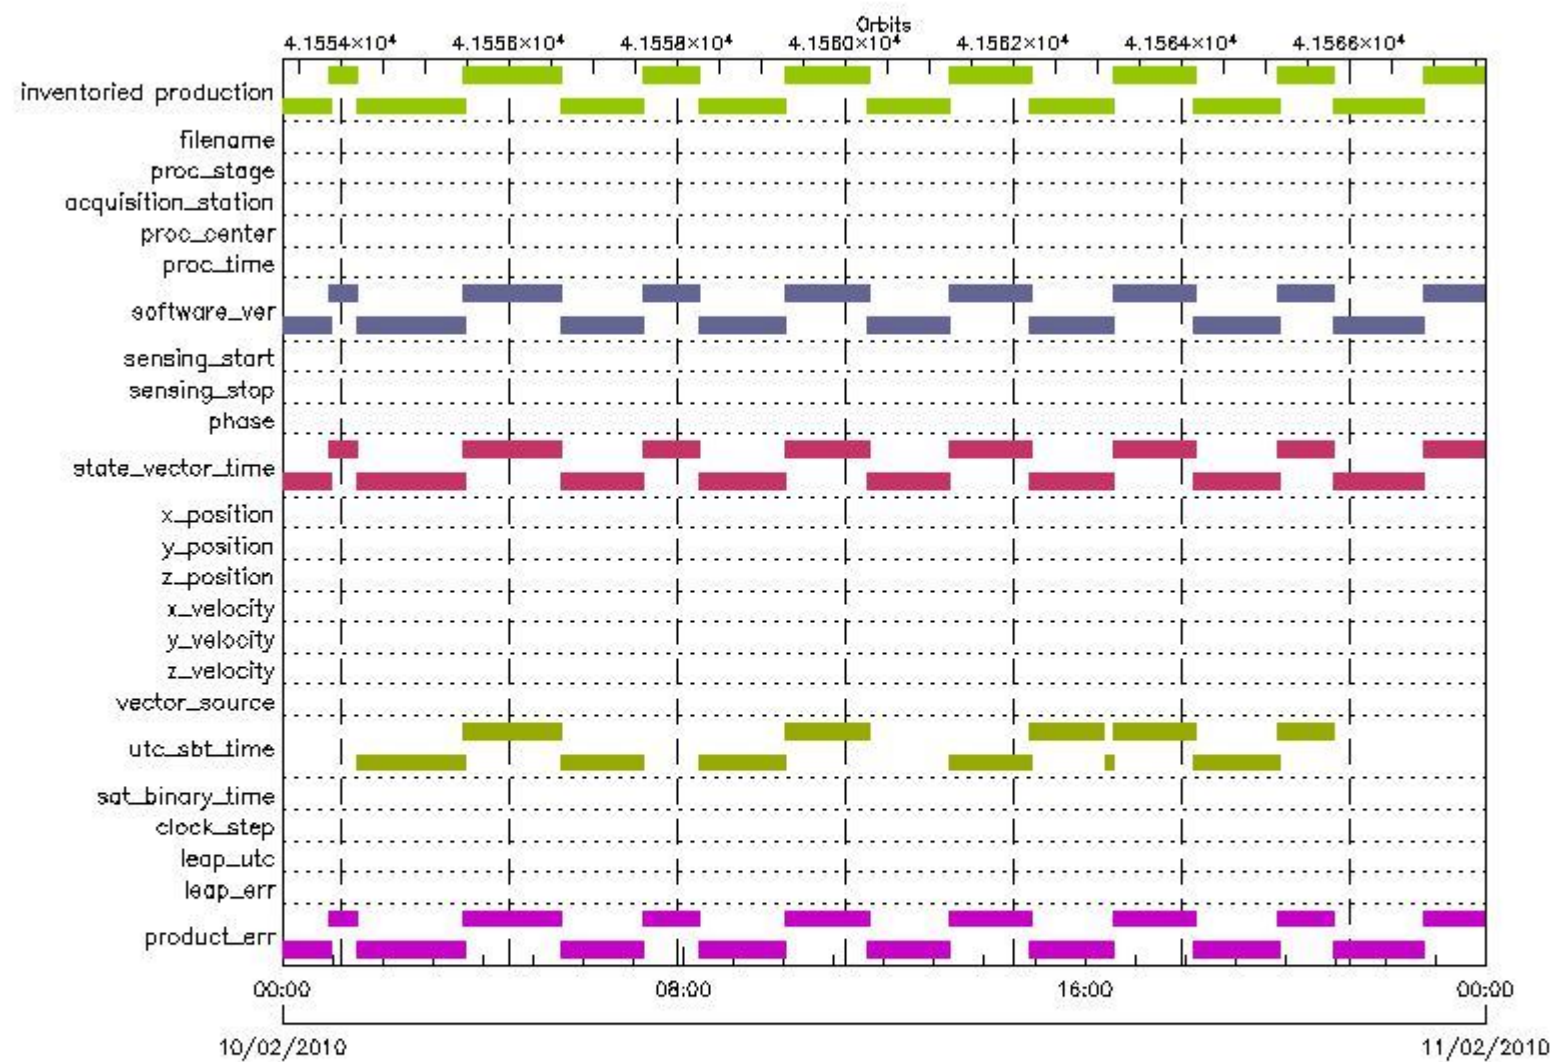 Orbits
4.1554×10⁴ 4.1556×10⁴ 4.1558×10⁴ 4.1560×10⁴ 4.1562×10⁴ 4.1564×10⁴ 4.1566×10⁴
inventoried production
filename
proc_stage
acquisition_station
proc_center
proc_time
software_ver
sensing_start
sensing_stop
phase
state_vector_time
x_position
y_position
z_position
x_velocity
y_velocity
z_velocity
vector_source
utc_sbt_time
sat_binary_time
clock_step
leap_utc
leap_err
product_err
00:00 08:00 16:00 00:00
10/02/2010 11/02/2010